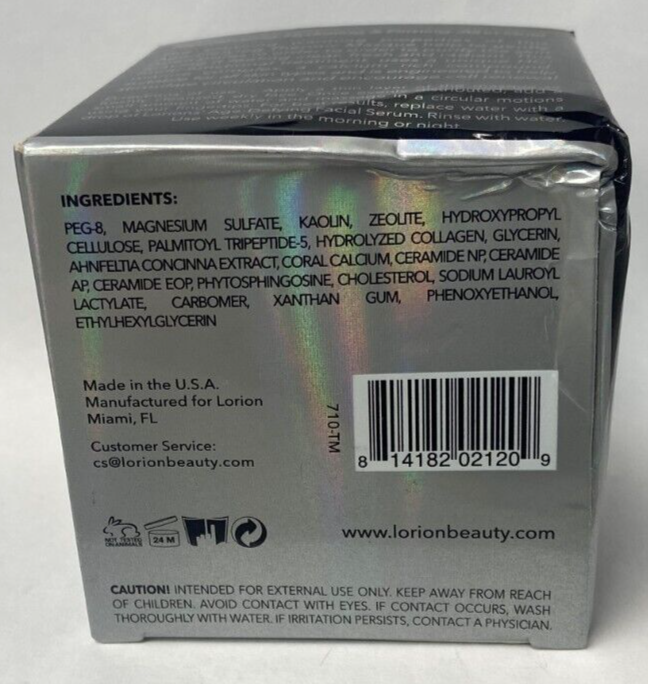 in a circular motions
replace water with a
Facial Serum. Rinse with water.
Use weekly in the morning or night.
INGREDIENTS:
PEG-8, MAGNESIUM SULFATE, KAOLIN, ZEOLITE, HYDROXYPROPYL
CELLULOSE, PALMITOYL TRIPEPTIDE-5, HYDROLYZED COLLAGEN, GLYCERIN,
AHNFELTIA CONCINNA EXTRACT, CORAL CALCIUM, CERAMIDE NP, CERAMIDE
AP, CERAMIDE EOP, PHYTOSPHINGOSINE, CHOLESTEROL, SODIUM LAUROYL
LACTYLATE, CARBOMER, XANTHAN GUM, PHENOXYETHANOL,
ETHYLHEXYLGLYCERIN
Made in the U.S.A.
Manufactured for Lorion
Miami, FL
Customer Service:
cs@lorionbeauty.com
710-TM
8 14182 02120 9
NOT TESTED
ON ANIMALS
24 M
www.lorionbeauty.com
CAUTION! INTENDED FOR EXTERNAL USE ONLY. KEEP AWAY FROM REACH
OF CHILDREN. AVOID CONTACT WITH EYES. IF CONTACT OCCURS, WASH
THOROUGHLY WITH WATER. IF IRRITATION PERSISTS, CONTACT A PHYSICIAN.